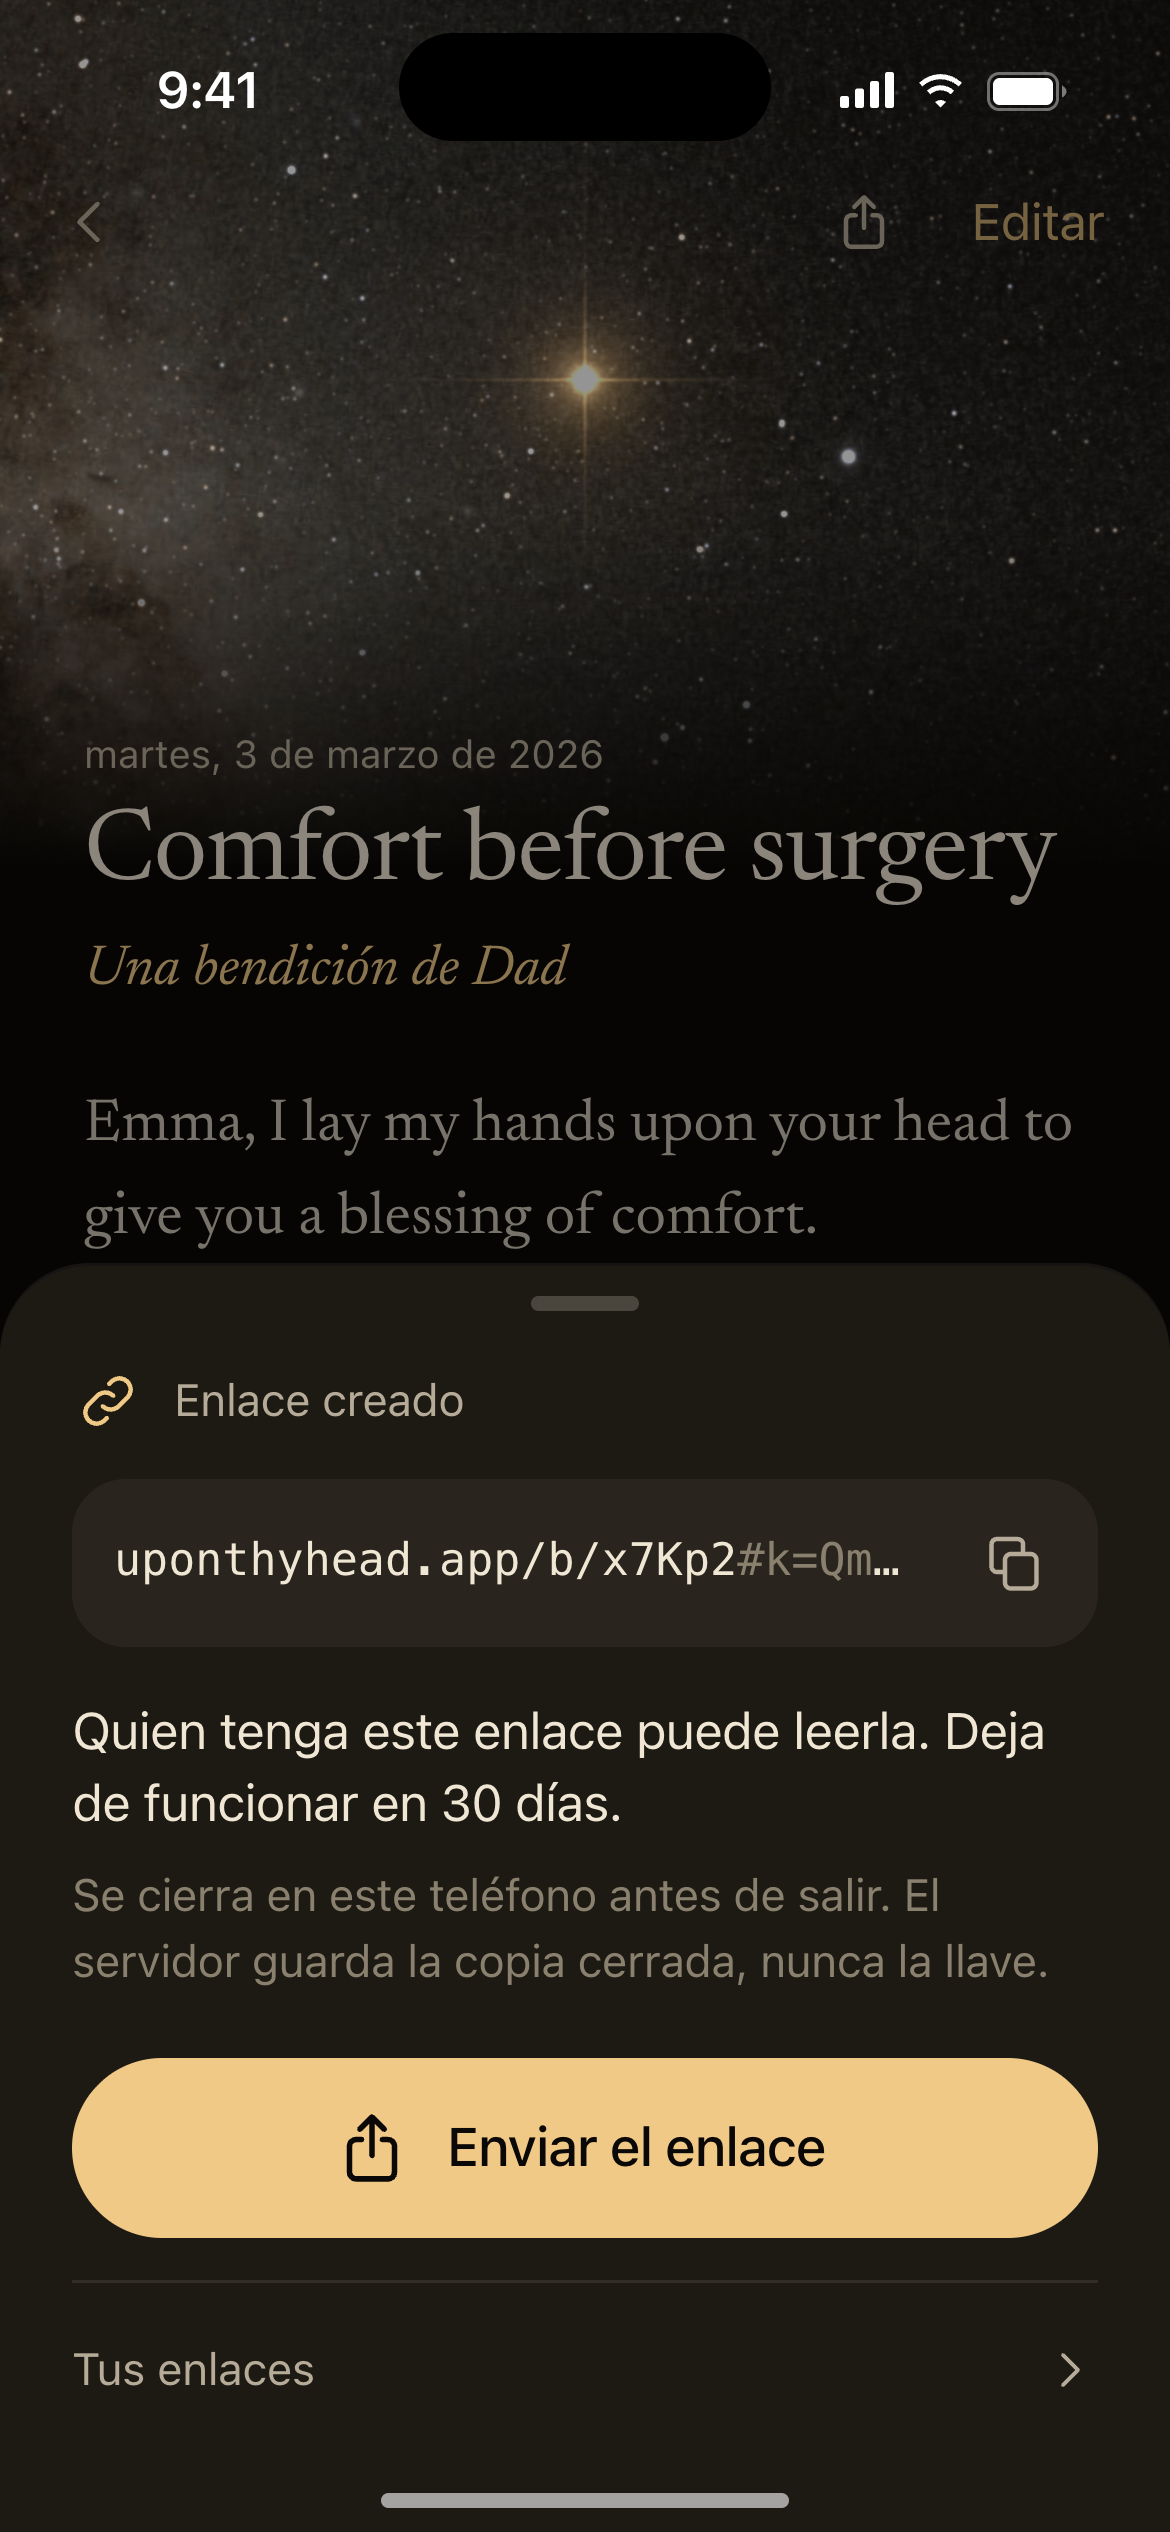 9:41
Editar
martes, 3 de marzo de 2026
Comfort before surgery
Una bendición de Dad
Emma, I lay my hands upon your head to
give you a blessing of comfort.
Enlace creado
uponthyhead.app/b/x7Kp2#k=Qm…
Quien tenga este enlace puede leerla. Deja
de funcionar en 30 días.
Se cierra en este teléfono antes de salir. El
servidor guarda la copia cerrada, nunca la llave.
Enviar el enlace
Tus enlaces